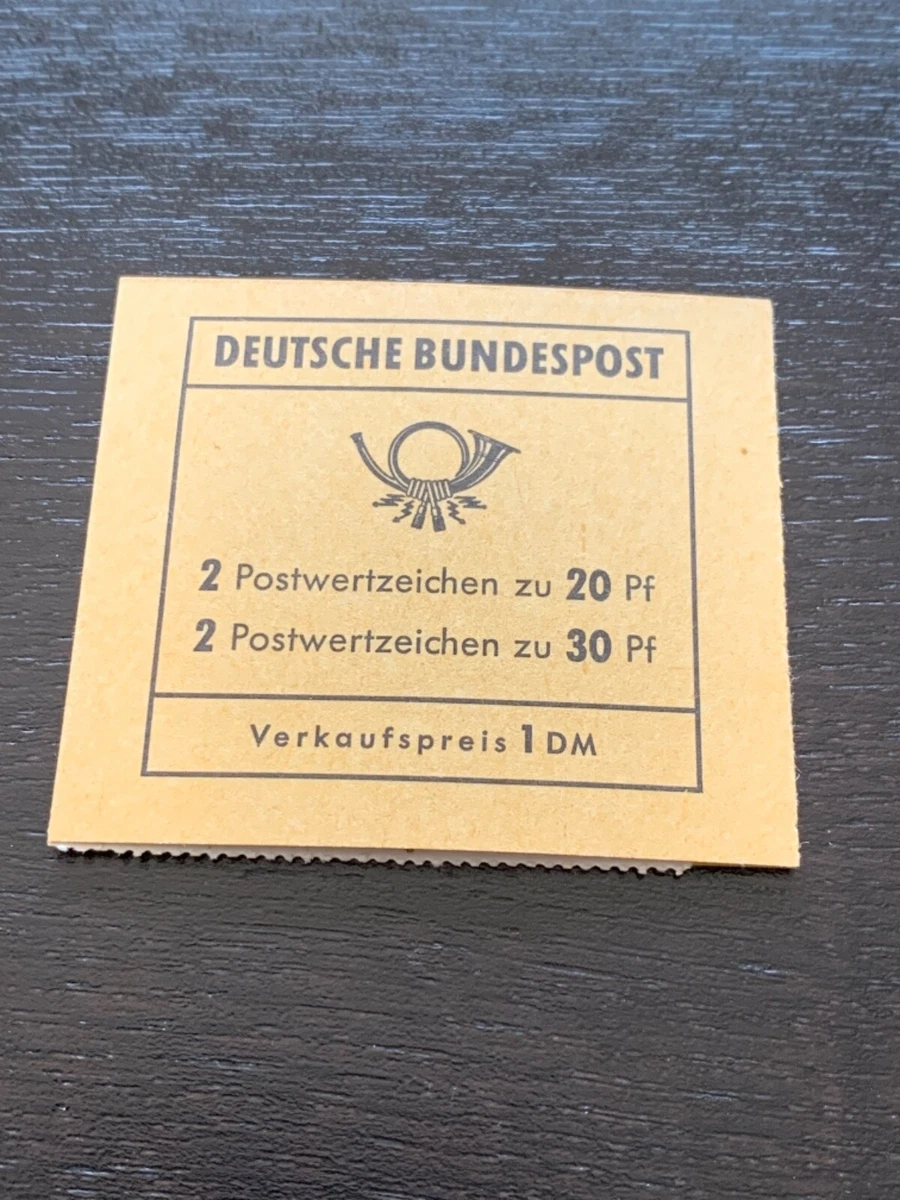 DEUTSCHE BUNDESPOST
2 Postwertzeichen zu 20 Pf
2 Postwertzeichen zu 30 Pf
Verkaufspreis 1 DM